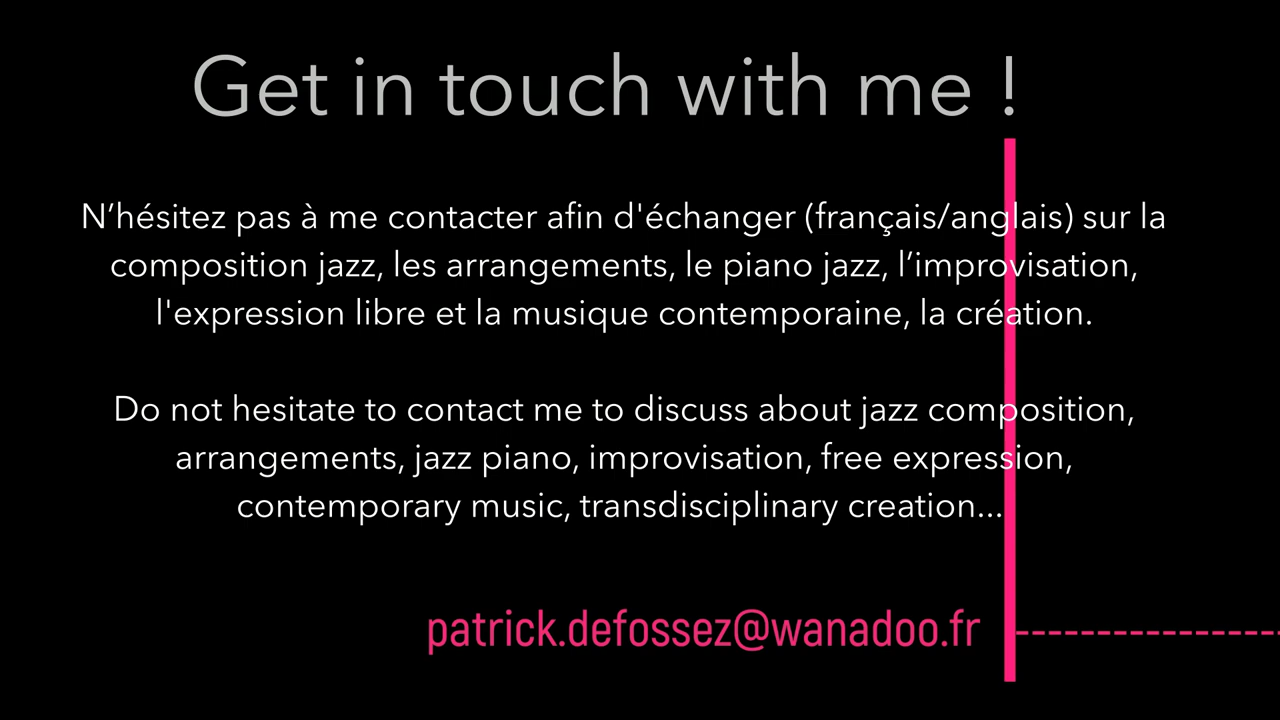 Get in touch with me !
N’hésitez pas à me contacter afin d'échanger (français/anglais) sur la
composition jazz, les arrangements, le piano jazz, l’improvisation,
l'expression libre et la musique contemporaine, la création.
Do not hesitate to contact me to discuss about jazz composition,
arrangements, jazz piano, improvisation, free expression,
contemporary music, transdisciplinary creation...
patrick.defossez@wanadoo.fr